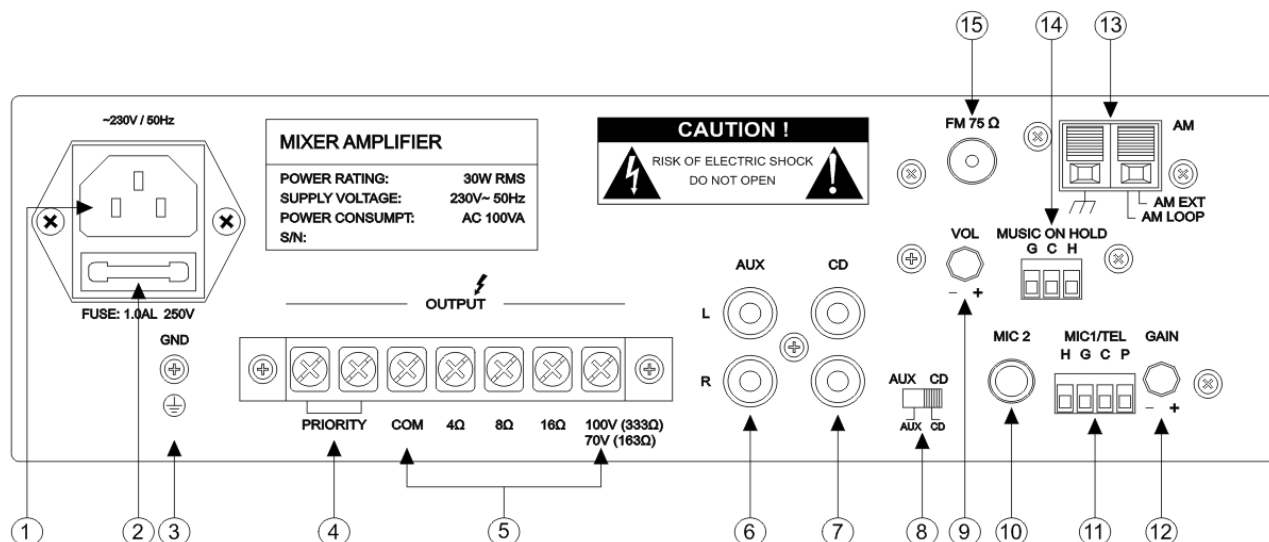 15 14 13
~230V / 50Hz
MIXER AMPLIFIER
POWER RATING: 30W RMS
SUPPLY VOLTAGE: 230V~ 50Hz
POWER CONSUMPT: AC 100VA
S/N:
CAUTION !
RISK OF ELECTRIC SHOCK
DO NOT OPEN
FM 75 Ω
AM
AM EXT
AM LOOP
VOL
- +
MUSIC ON HOLD
G C H
FUSE: 1.0AL 250V
GND
OUTPUT
PRIORITY COM 4Ω 8Ω 16Ω 100V (333Ω)
70V (163Ω)
AUX CD
L
R
AUX CD
AUX CD
MIC 2
MIC1/TEL
H G C P
GAIN
- +
1 2 3 4 5 6 7 8 9 10 11 12